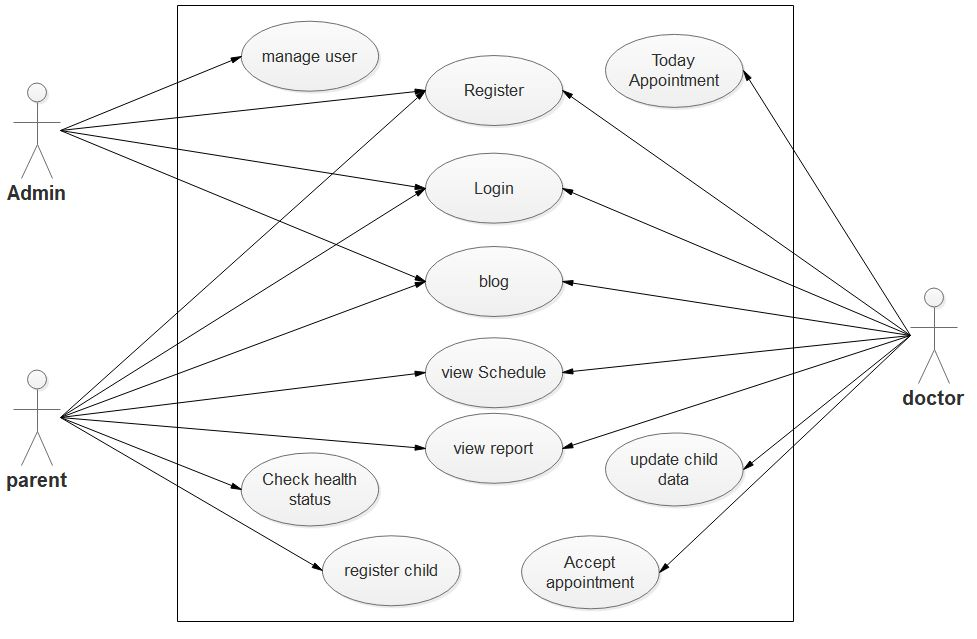 manage user
Today
Appointment
Register
Admin
Login
blog
view Schedule
doctor
view report
parent
Check health
status
update child
data
register child
Accept
appointment